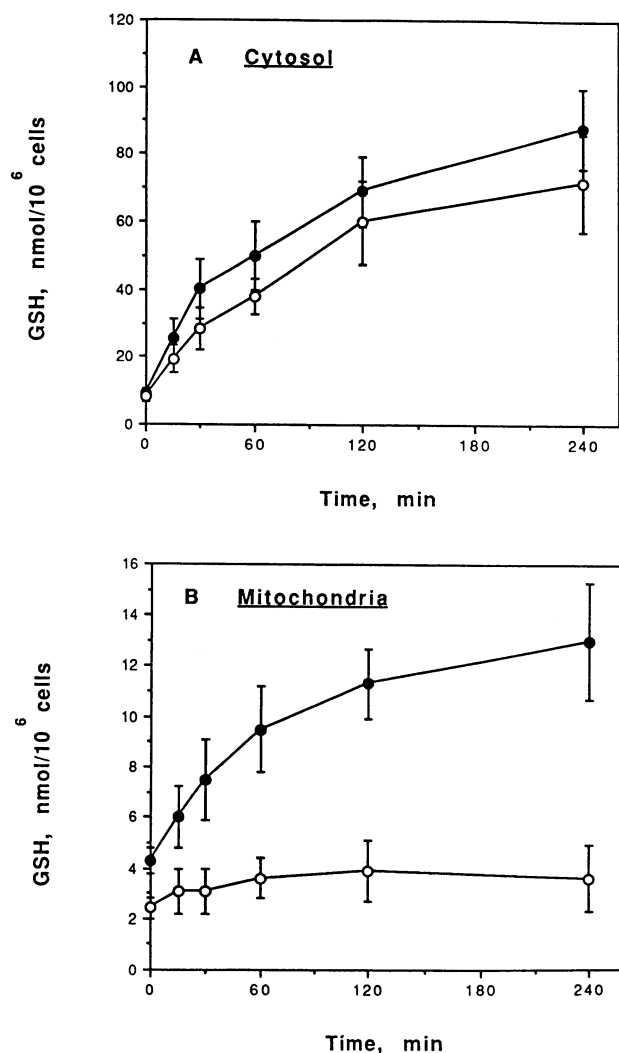 120
100
80
60
40
20
0
GSH, nmol/10^6 cells
A Cytosol
0 60 120 180 240
Time, min
16
14
12
10
8
6
4
2
0
GSH, nmol/10^6 cells
B Mitochondria
0 60 120 180 240
Time, min